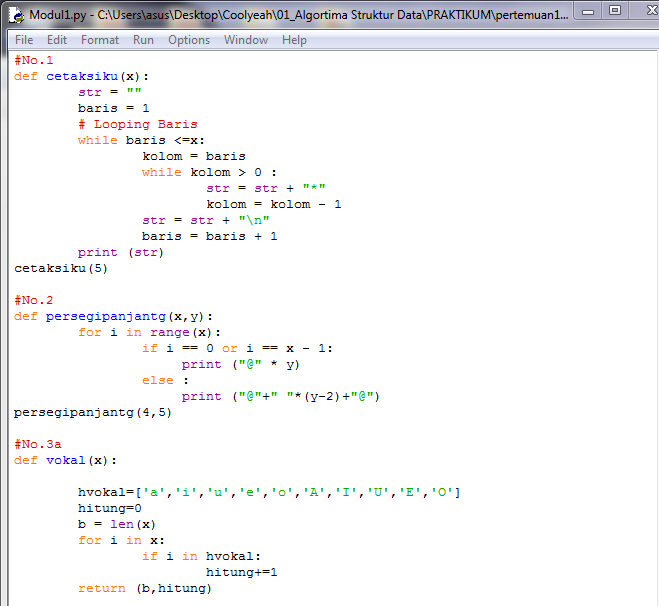 Modul1.py - C:\Users\asus\Desktop\Coolyeah\01_Algortima Struktur Data\PRAKTIKUM\pertemuan1...
File Edit Format Run Options Window Help
#No.1
def cetaksiku(x):
        str = ""
        baris = 1
        # Looping Baris
        while baris <=x:
                kolom = baris
                while kolom > 0 :
                        str = str + "*"
                        kolom = kolom - 1
                str = str + "\n"
                baris = baris + 1
        print (str)
cetaksiku(5)

#No.2
def persegipanjantg(x,y):
        for i in range(x):
                if i == 0 or i == x - 1:
                     print ("@" * y)
                else :
                     print ("@"+" "*(y-2)+"@")
persegipanjantg(4,5)

#No.3a
def vokal(x):

        hvokal=['a','i','u','e','o','A','I','U','E','O']
        hitung=0
        b = len(x)
        for i in x:
                if i in hvokal:
                        hitung+=1
        return (b,hitung)